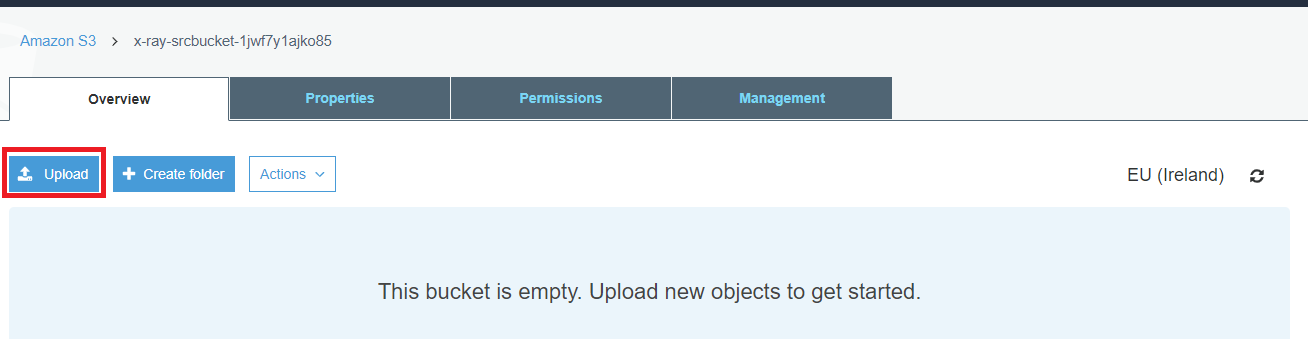 Amazon S3 > x-ray-srcbucket-1jwf7y1ajko85
Overview Properties Permissions Management
Upload Create folder Actions EU (Ireland)
This bucket is empty. Upload new objects to get started.